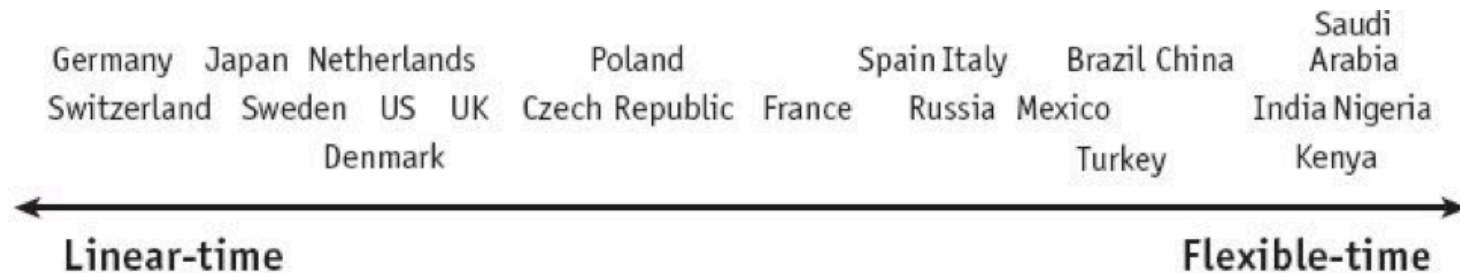 Saudi
Germany Japan Netherlands Poland Spain Italy Brazil China Arabia
Switzerland Sweden US UK Czech Republic France Russia Mexico India Nigeria
Denmark Turkey Kenya
Linear-time Flexible-time